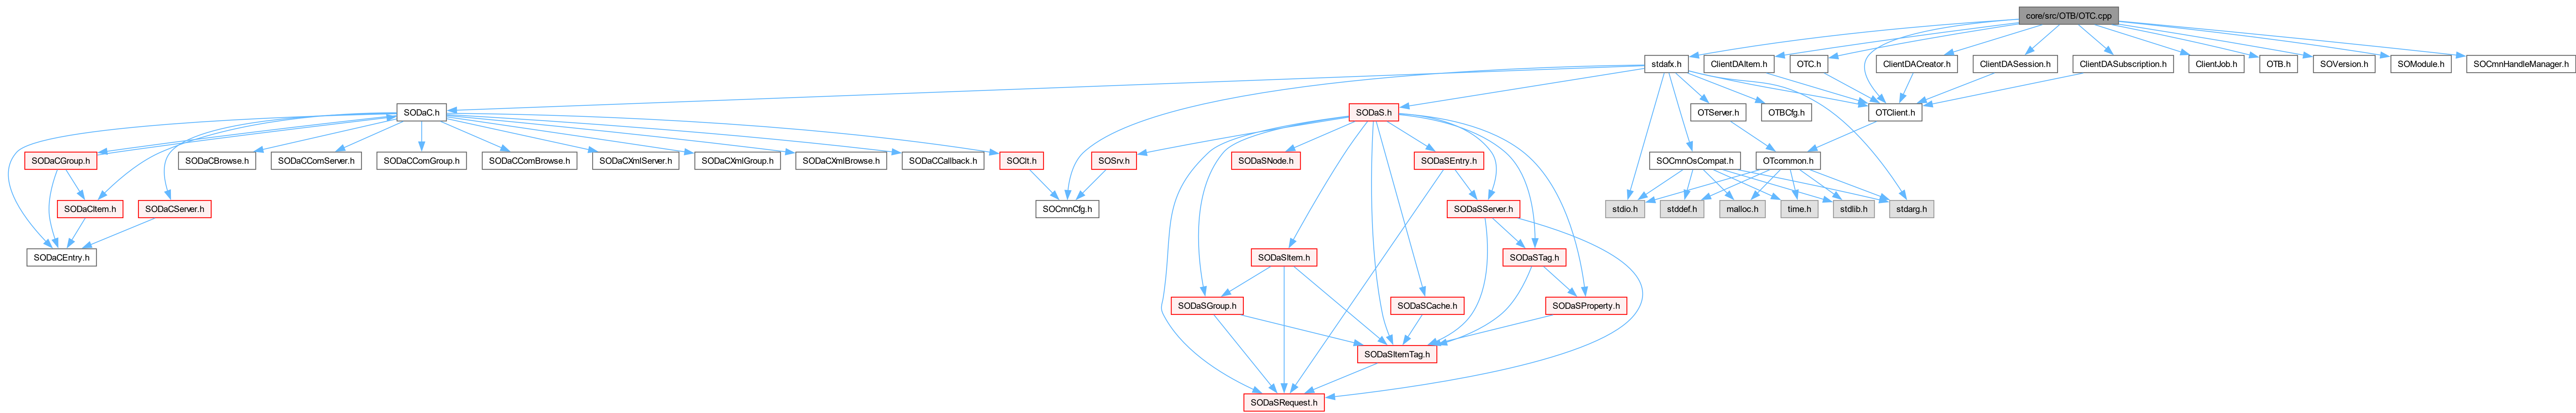 core/src/OTB/OTC.cpp
stdafx.h
ClientDAItem.h
OTC.h
ClientDACreator.h
ClientDASession.h
ClientDASubscription.h
ClientJob.h
OTB.h
SOVersion.h
SOModule.h
SOCmnHandleManager.h
SODaC.h
SODaS.h
OTServer.h
OTBCfg.h
OTClient.h
SODaCGroup.h
SODaCBrowse.h
SODaCComServer.h
SODaCComGroup.h
SODaCComBrowse.h
SODaCXmlServer.h
SODaCXmlGroup.h
SODaCXmlBrowse.h
SODaCCallback.h
SOClt.h
SOSrv.h
SODaSNode.h
SODaSEntry.h
SOCmnOsCompat.h
OTcommon.h
SODaCItem.h
SODaCServer.h
SOCmnCfg.h
SODaSServer.h
stdio.h
stddef.h
malloc.h
time.h
stdlib.h
stdarg.h
SODaCEntry.h
SODaSItem.h
SODaSTag.h
SODaSGroup.h
SODaSCache.h
SODaSProperty.h
SODaSItemTag.h
SODaSRequest.h